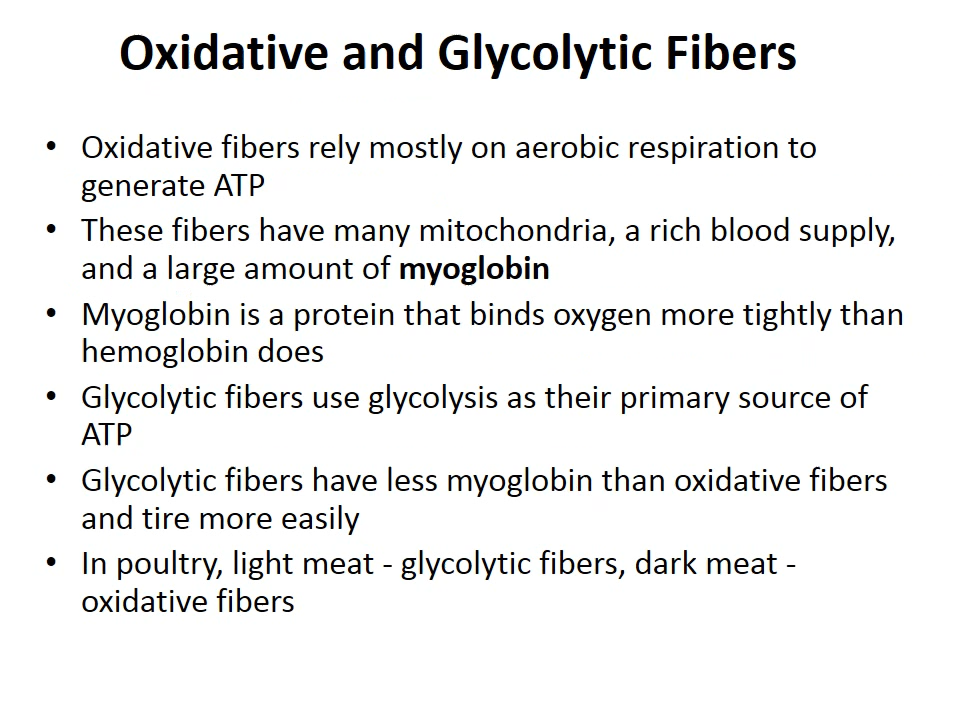 Oxidative and Glycolytic Fibers
• Oxidative fibers rely mostly on aerobic respiration to
generate ATP
• These fibers have many mitochondria, a rich blood supply,
and a large amount of myoglobin
• Myoglobin is a protein that binds oxygen more tightly than
hemoglobin does
• Glycolytic fibers use glycolysis as their primary source of
ATP
• Glycolytic fibers have less myoglobin than oxidative fibers
and tire more easily
• In poultry, light meat - glycolytic fibers, dark meat -
oxidative fibers